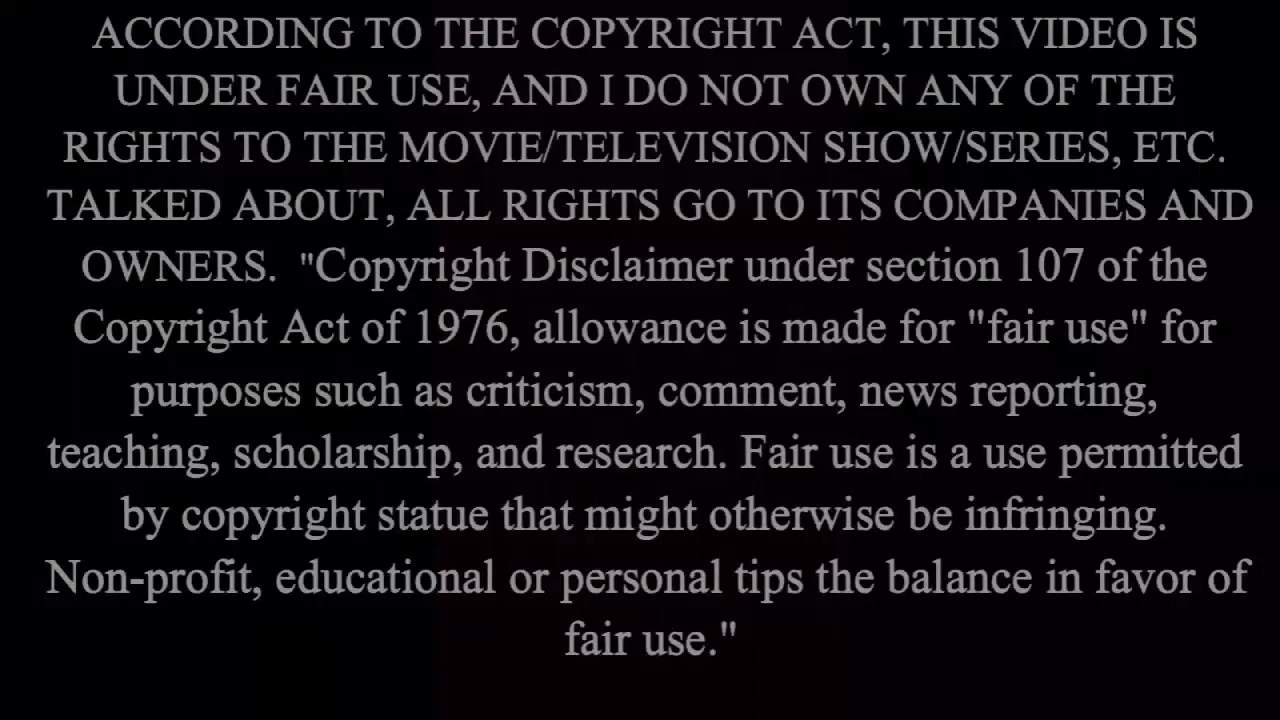 ACCORDING TO THE COPYRIGHT ACT, THIS VIDEO IS
UNDER FAIR USE, AND I DO NOT OWN ANY OF THE
RIGHTS TO THE MOVIE/TELEVISION SHOW/SERIES, ETC.
TALKED ABOUT, ALL RIGHTS GO TO ITS COMPANIES AND
OWNERS. "Copyright Disclaimer under section 107 of the
Copyright Act of 1976, allowance is made for "fair use" for
purposes such as criticism, comment, news reporting,
teaching, scholarship, and research. Fair use is a use permitted
by copyright statue that might otherwise be infringing.
Non-profit, educational or personal tips the balance in favor of
fair use."